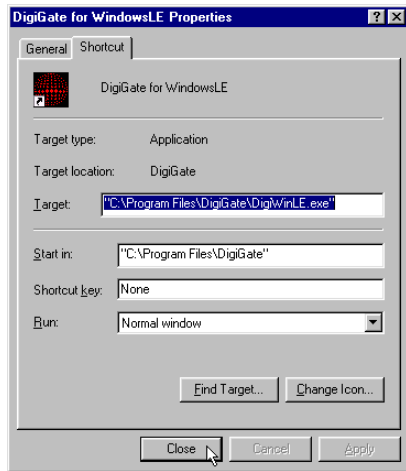 DigiGate for WindowsLE Properties
General Shortcut
DigiGate for WindowsLE
Target type: Application
Target location: DigiGate
Target: "C:\Program Files\DigiGate\DigiWinLE.exe"
Start in: "C:\Program Files\DigiGate"
Shortcut key: None
Run: Normal window
Find Target... Change Icon...
Close Cancel Apply